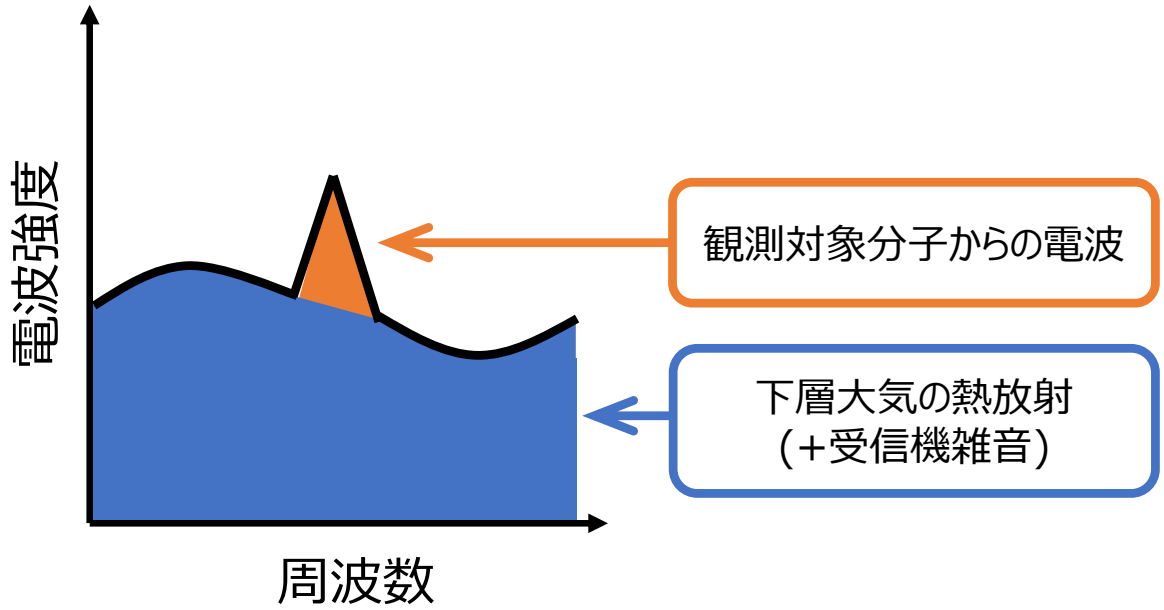 電波強度
観測対象分子からの電波
下層大気の熱放射
(+受信機雑音)
周波数